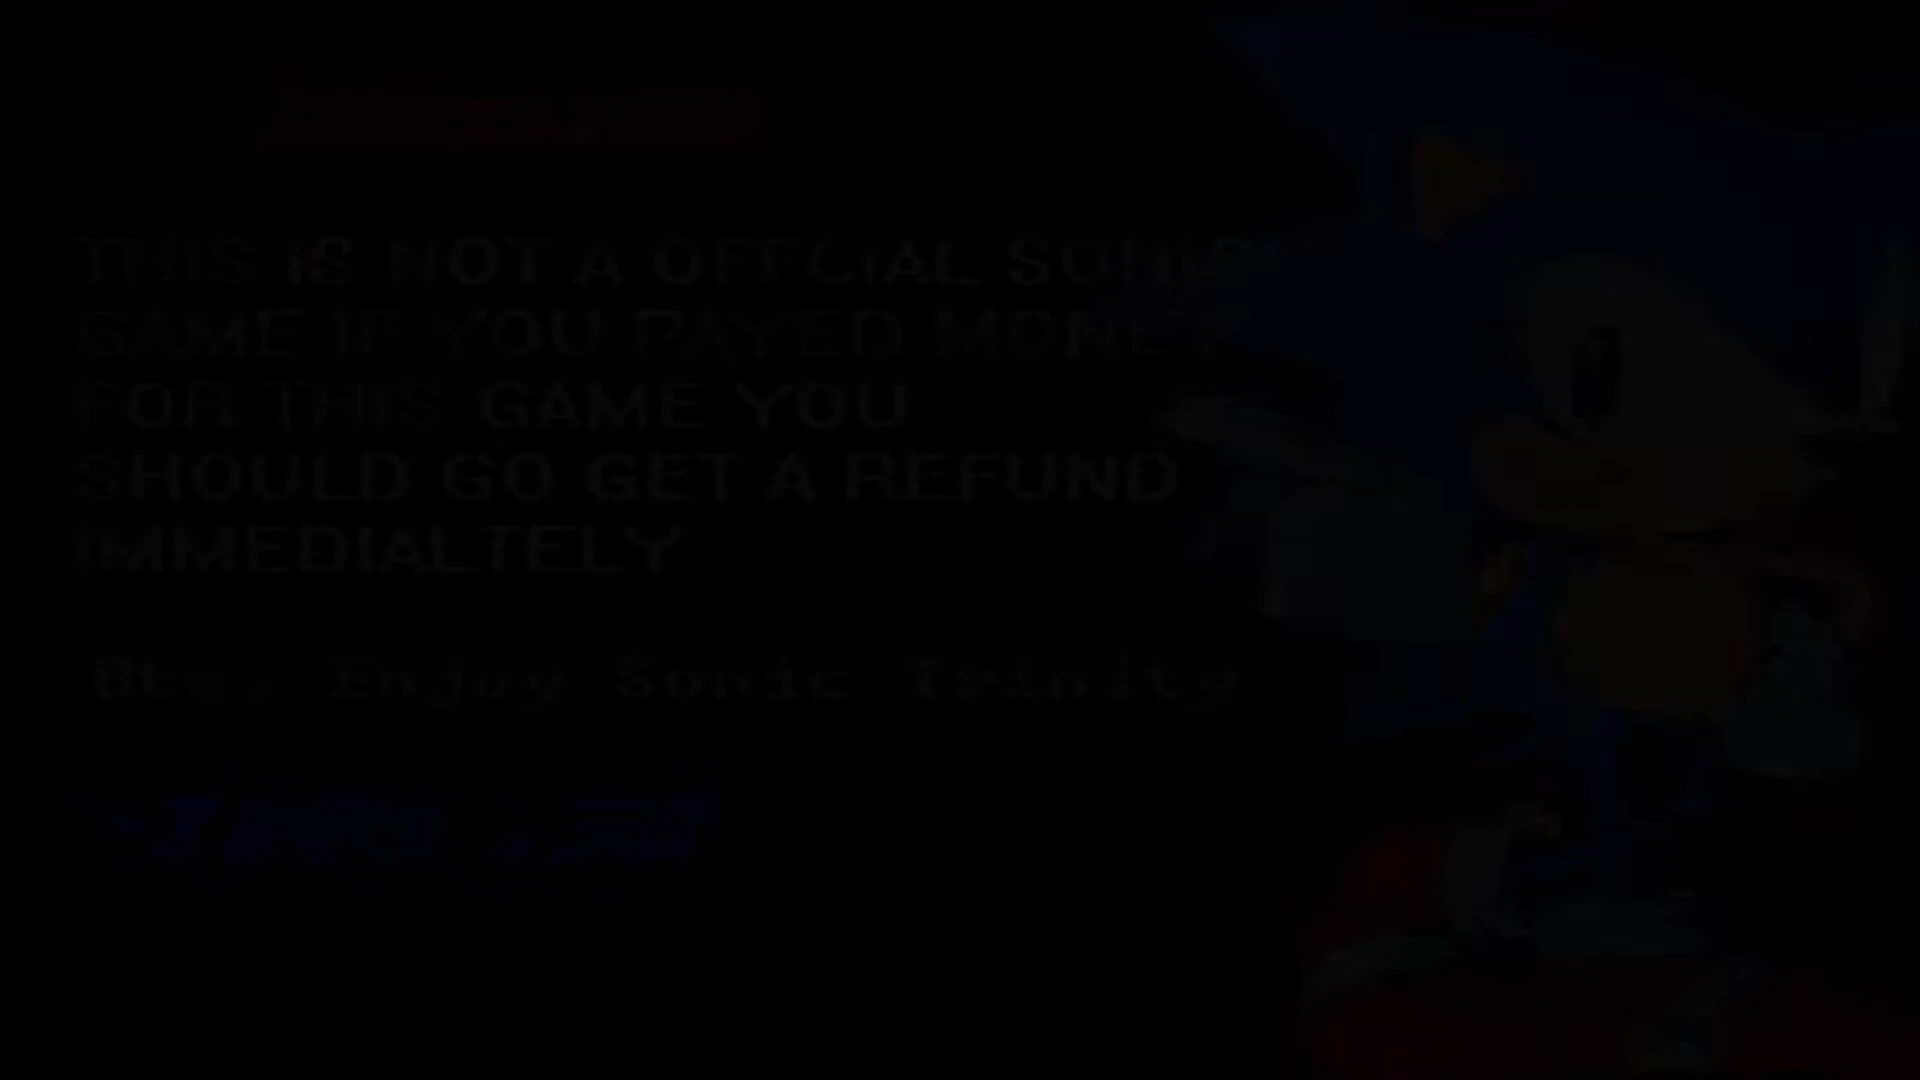 THIS IS NOT A OFFCIAL SONIC
GAME IF YOU PAYED MONEY
FOR THIS GAME YOU
SHOULD GO GET A REFUND
IMMEDIALTELY
Btw, Enjoy Sonic Trinity